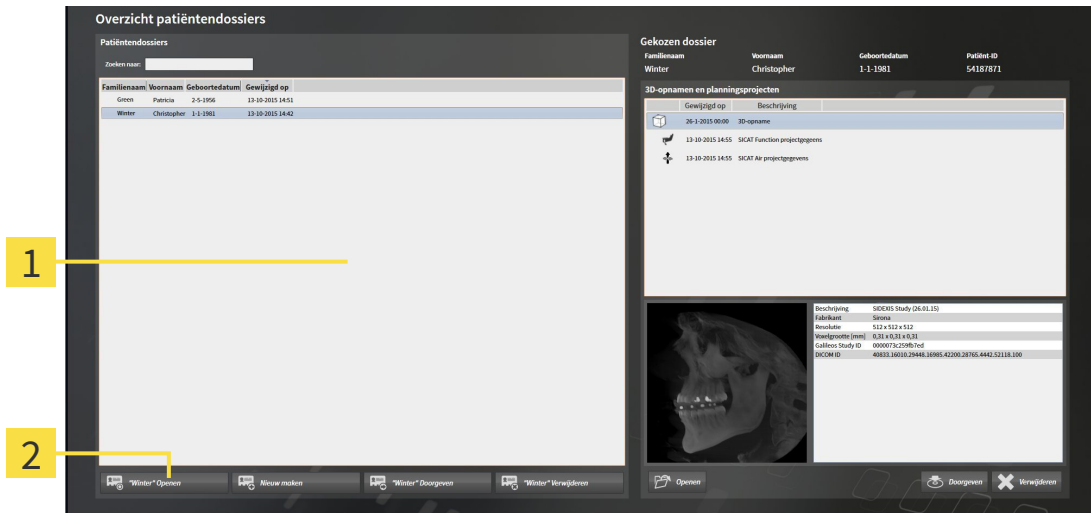 Overzicht patiëntendossiers
Patiëntendossiers
Zoeken naar:
Familienaam Voornaam Geboortedatum Gewijzigd op
Green Patricia 2-5-1956 13-10-2015 14:51
Winter Christopher 1-1-1981 13-10-2015 14:42
1
2
"Winter" Openen
Nieuw maken
"Winter" Doorgeven
"Winter" Verwijderen
Gekozen dossier
Familienaam Voornaam Geboortedatum Patiënt-ID
Winter Christopher 1-1-1981 54187871
3D-opnamen en planningsprojecten
Gewijzigd op Beschrijving
26-1-2015 00:00 3D-opname
13-10-2015 14:55 SICAT Function projectgegeens
13-10-2015 14:55 SICAT Air projectgegevens
Beschrijving SIDEXIS Study (26.01.15)
Fabrikant Sirona
Resolutie 512 x 512 x 512
Voxelgrootte [mm] 0,31 x 0,31 x 0,31
Galileos Study ID 0000073c259fb7ed
DICOM ID 40833.16010.29448.16985.42200.28765.4442.52118.100
Openen
Doorgeven
Verwijderen